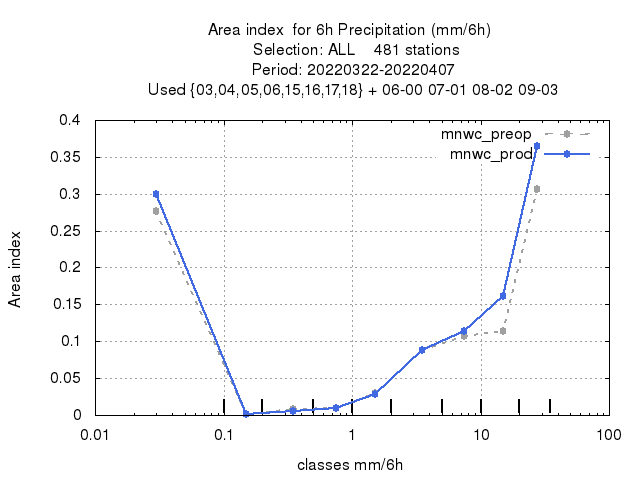 Area index for 6h Precipitation (mm/6h)
Selection: ALL 481 stations
Period: 20220322-20220407
Used {03,04,05,06,15,16,17,18} + 06-00 07-01 08-02 09-03
mnwc_preop
mnwc_prod
0.4
0.35
0.3
0.25
0.2
0.15
0.1
0.05
0
Area index
0.01 0.1 1 10 100
classes mm/6h